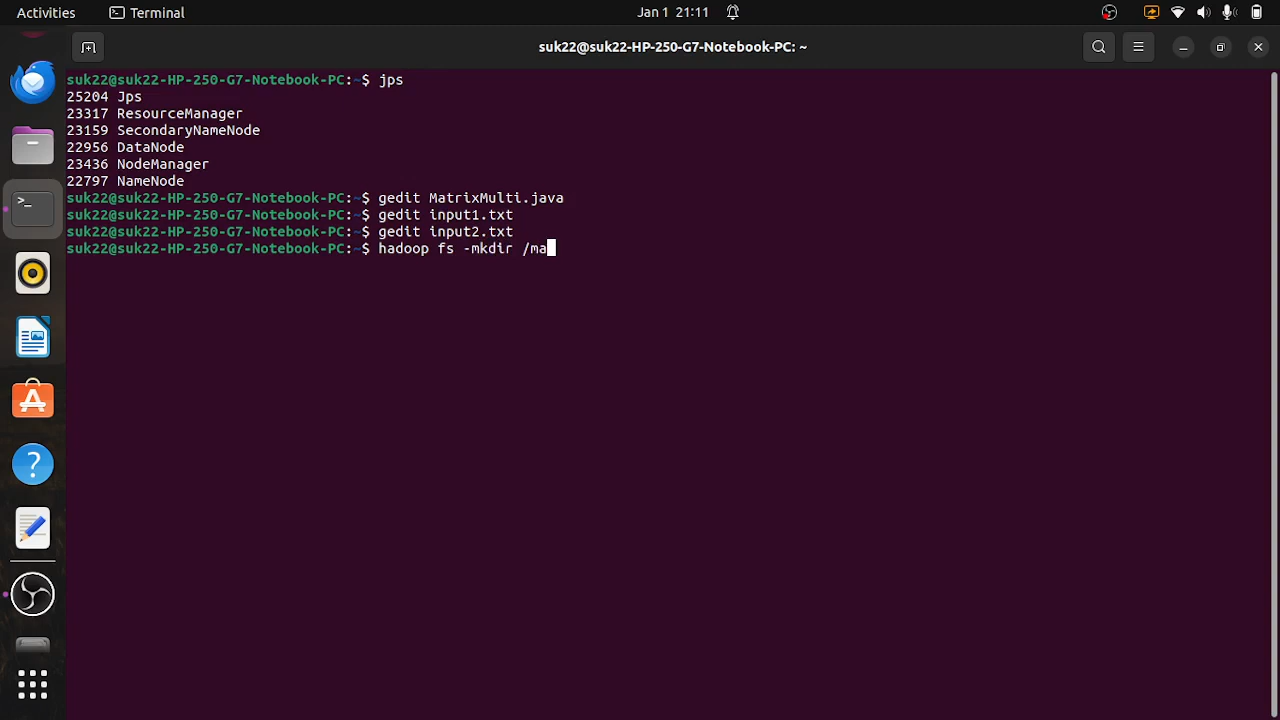 Activities Terminal Jan 1 21:11
suk22@suk22-HP-250-G7-Notebook-PC: ~
suk22@suk22-HP-250-G7-Notebook-PC:~$ jps
25204 Jps
23317 ResourceManager
23159 SecondaryNameNode
22956 DataNode
23436 NodeManager
22797 NameNode
suk22@suk22-HP-250-G7-Notebook-PC:~$ gedit MatrixMulti.java
suk22@suk22-HP-250-G7-Notebook-PC:~$ gedit input1.txt
suk22@suk22-HP-250-G7-Notebook-PC:~$ gedit input2.txt
suk22@suk22-HP-250-G7-Notebook-PC:~$ hadoop fs -mkdir /ma